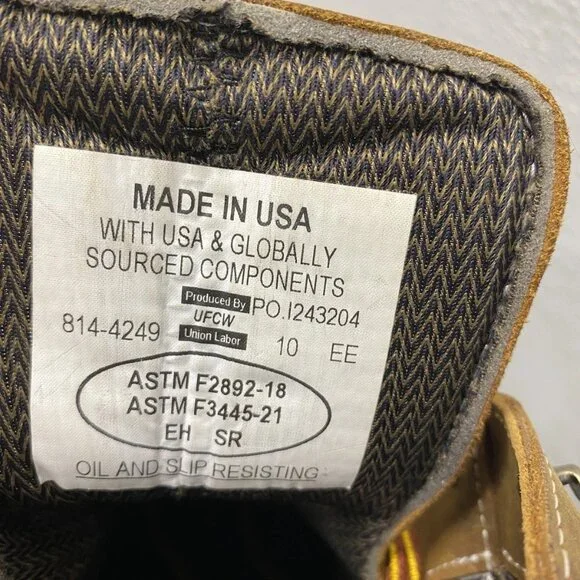 MADE IN USA
WITH USA & GLOBALLY
SOURCED COMPONENTS
Produced By PO.I243204
UFCW
814-4249 Union Labor 10 EE
ASTM F2892-18
ASTM F3445-21
EH SR
OIL AND SLIP RESISTING